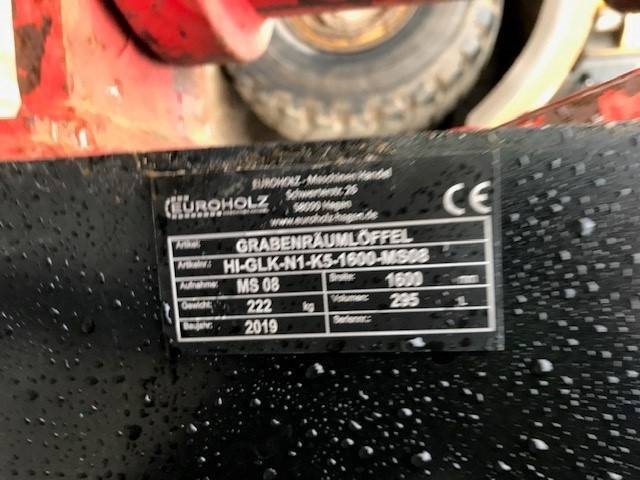 EUROHOLZ
EUROHOLZ - Maschinen Handel
Schwerterstr. 26
58099 Hagen
www.euroholz-hagen.de
CE
Artikel: GRABENRÄUMLÖFFEL
Artikelnr.: HI-GLK-N1-K5-1600-MS08
Aufnahme: MS 08 Breite: 1600 mm
Gewicht: 222 kg Volumen: 295 L
Baujahr: 2019 Seriennr.: